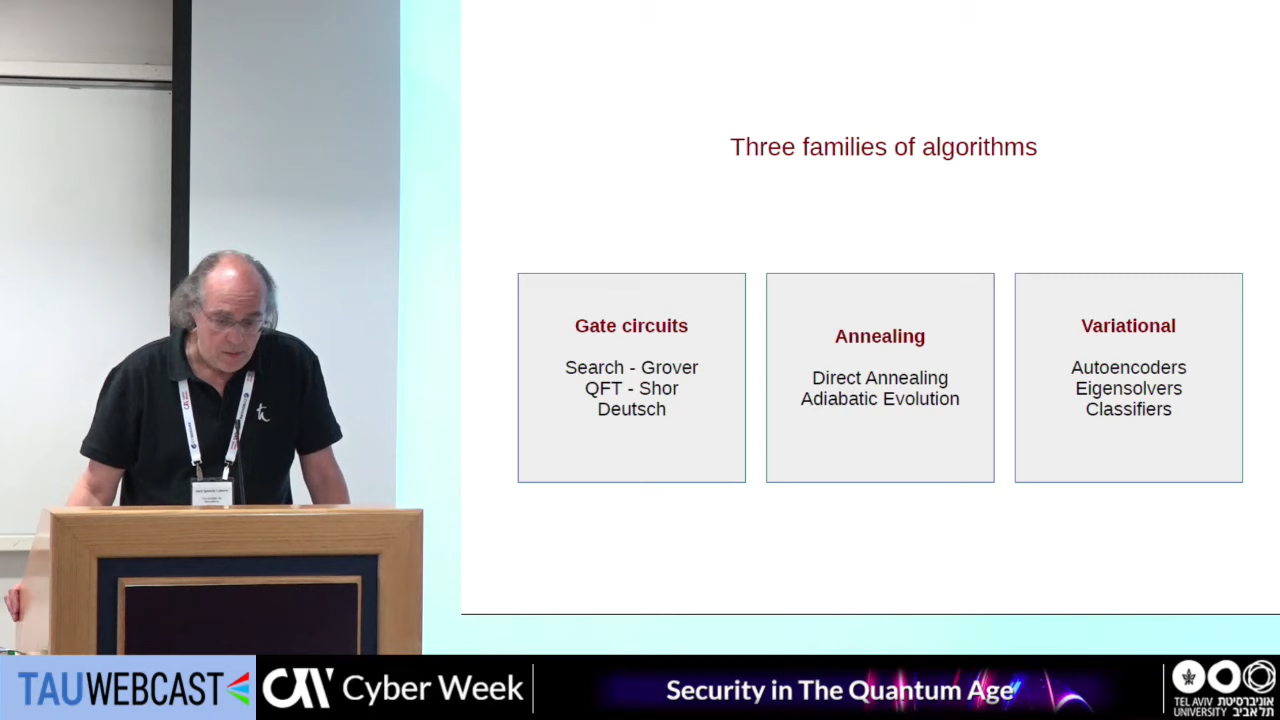 Three families of algorithms
Gate circuits
Search - Grover
QFT - Shor
Deutsch
Annealing
Direct Annealing
Adiabatic Evolution
Variational
Autoencoders
Eigensolvers
Classifiers
TAUWEBCAST
Cyber Week
Security in The Quantum Age
TEL AVIV אוניברסיטת
UNIVERSITY תל אביב